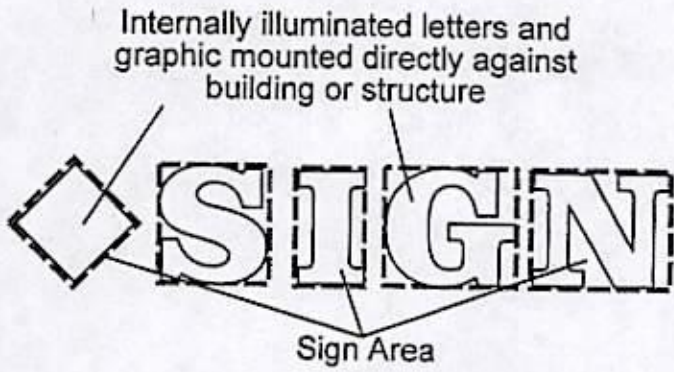 Internally illuminated letters and
graphic mounted directly against
building or structure
SIGN
Sign Area